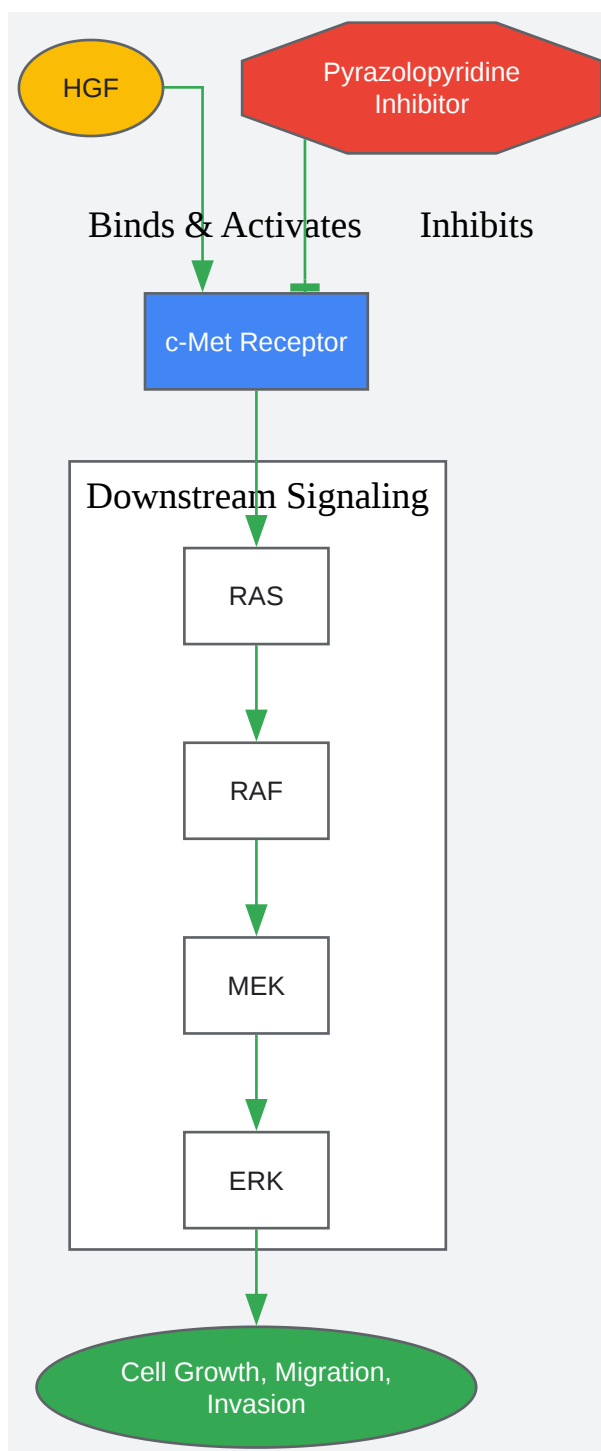 HGF
Pyrazolopyridine
Inhibitor
Binds & Activates
Inhibits
c-Met Receptor
Downstream Signaling
RAS
RAF
MEK
ERK
Cell Growth, Migration,
Invasion